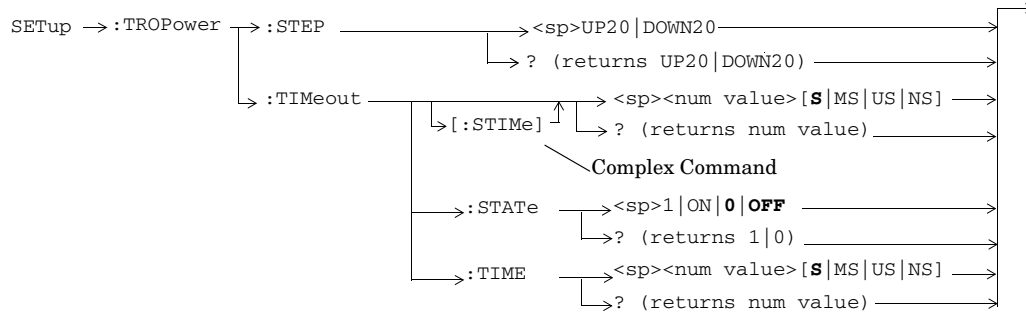 SETup :TROPower :STEP <sp>UP20|DOWN20
? (returns UP20|DOWN20)
:TIMeout <sp><num value>[S|MS|US|NS]
[:STIMe] ? (returns num value)
Complex Command
:STATe <sp>1|ON|0|OFF
? (returns 1|0)
:TIME <sp><num value>[S|MS|US|NS]
? (returns num value)